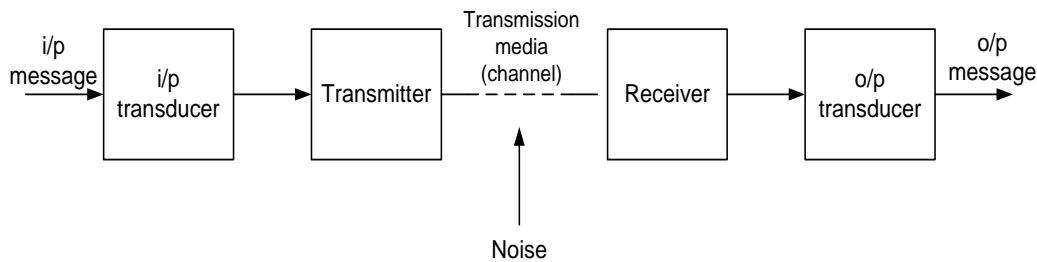 i/p
message
i/p
transducer
Transmitter
Transmission
media
(channel)
Noise
Receiver
o/p
transducer
o/p
message